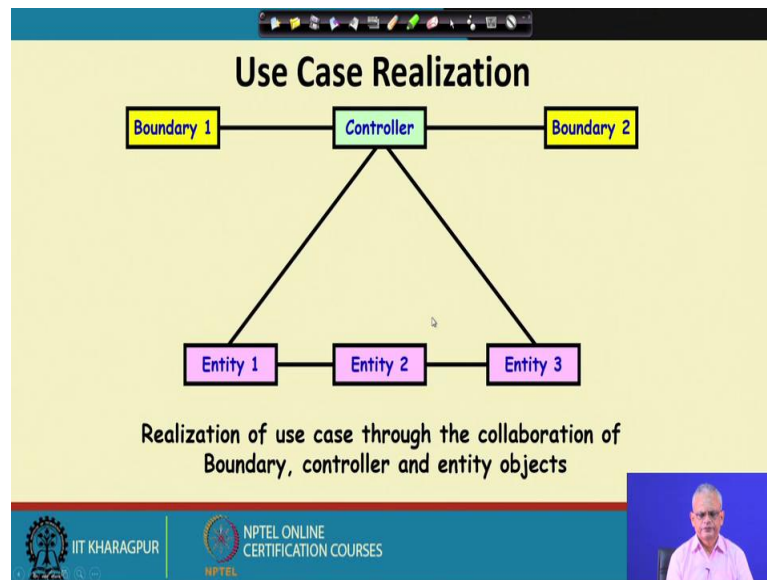 Use Case Realization
Boundary 1
Controller
Boundary 2
Entity 1
Entity 2
Entity 3
Realization of use case through the collaboration of
Boundary, controller and entity objects
IIT KHARAGPUR
NPTEL ONLINE
CERTIFICATION COURSES
NPTEL